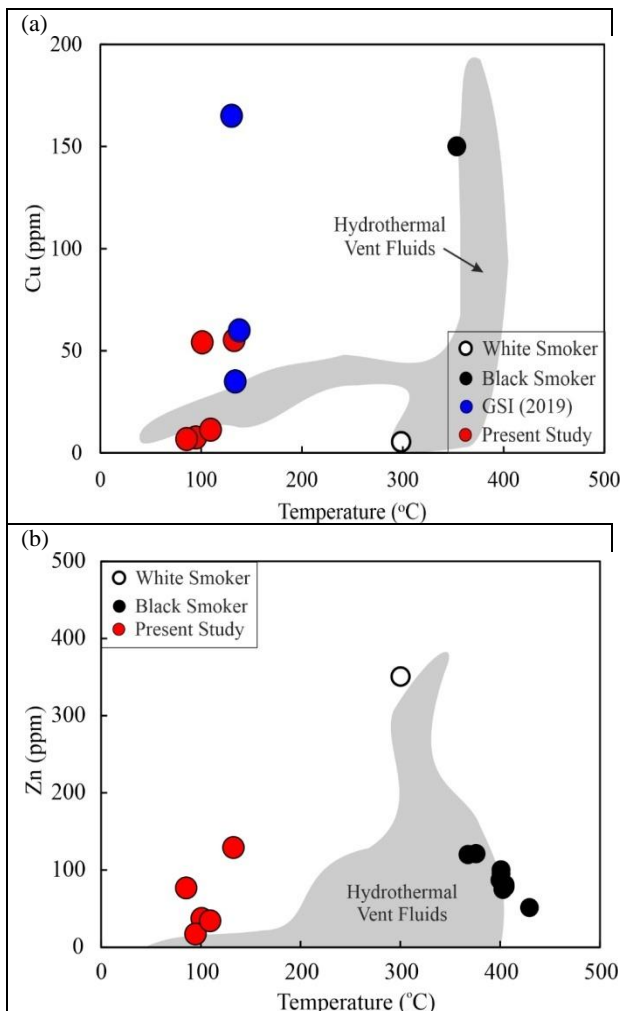 (a)
200
150
100
50
0
Cu (ppm)
Hydrothermal
Vent Fluids
White Smoker
Black Smoker
GSI (2019)
Present Study
0 100 200 300 400 500
Temperature (°C)
(b)
500
400
300
200
100
0
Zn (ppm)
White Smoker
Black Smoker
Present Study
Hydrothermal
Vent Fluids
0 100 200 300 400 500
Temperature (°C)